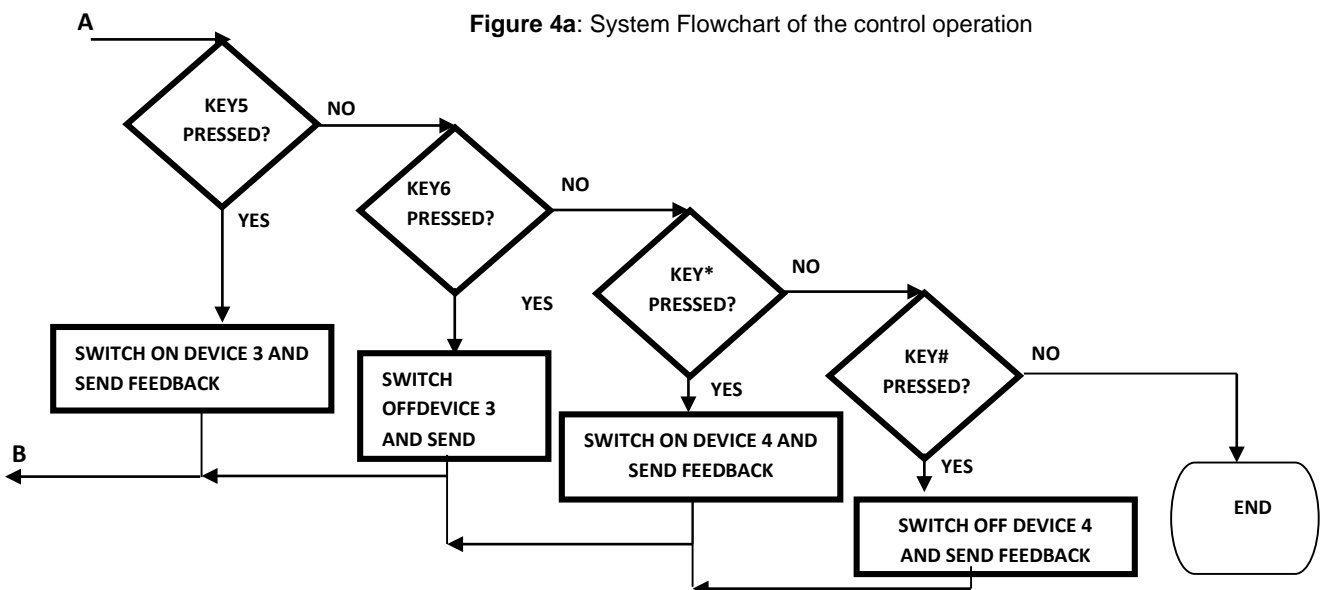 A
Figure 4a: System Flowchart of the control operation
KEY5
PRESSED?
NO
YES
KEY6
PRESSED?
NO
YES
KEY*
PRESSED?
NO
YES
KEY#
PRESSED?
NO
YES
SWITCH ON DEVICE 3 AND
SEND FEEDBACK
SWITCH
OFFDEVICE 3
AND SEND
SWITCH ON DEVICE 4 AND
SEND FEEDBACK
SWITCH OFF DEVICE 4
AND SEND FEEDBACK
END
B